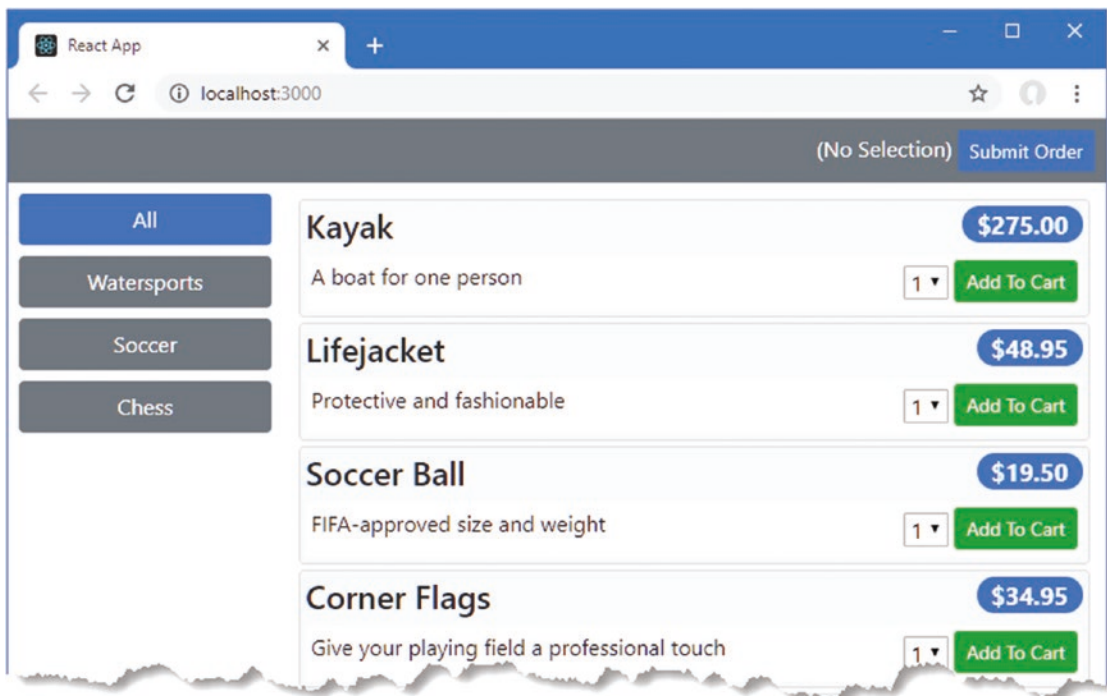 React App
localhost:3000
(No Selection) Submit Order
All
Watersports
Soccer
Chess
Kayak $275.00
A boat for one person 1 Add To Cart
Lifejacket $48.95
Protective and fashionable 1 Add To Cart
Soccer Ball $19.50
FIFA-approved size and weight 1 Add To Cart
Corner Flags $34.95
Give your playing field a professional touch 1 Add To Cart